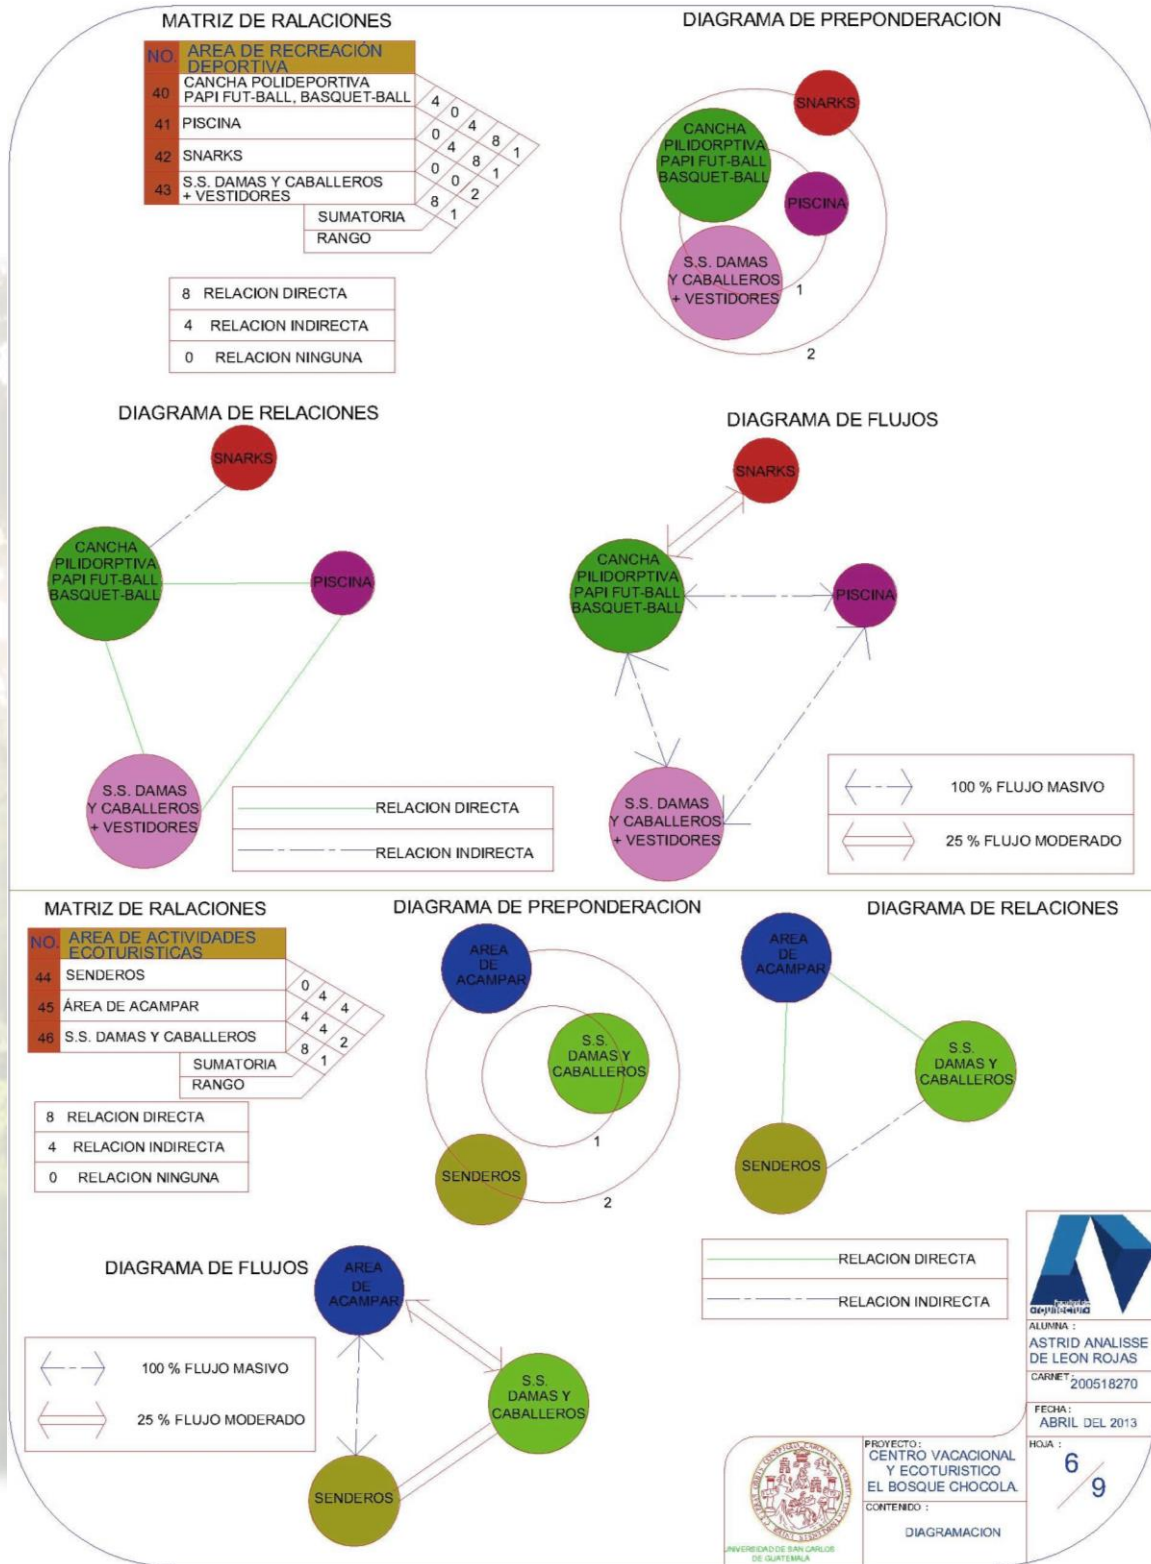 MATRIZ DE RALACIONES
NO. AREA DE RECREACIÓN
DEPORTIVA
40 CANCHA POLIDEPORTIVA
PAPI FUT-BALL, BASQUET-BALL
41 PISCINA
42 SNARKS
43 S.S. DAMAS Y CABALLEROS
+ VESTIDORES
SUMATORIA
RANGO
4 0 4 8 1
0 4 8 1
0 0 2
8 1
8 RELACION DIRECTA
4 RELACION INDIRECTA
0 RELACION NINGUNA
DIAGRAMA DE PREPONDERACION
SNARKS
CANCHA
PILIDORPTIVA
PAPI FUT-BALL
BASQUET-BALL
PISCINA
S.S. DAMAS
Y CABALLEROS
+ VESTIDORES
1
2
DIAGRAMA DE RELACIONES
SNARKS
CANCHA
PILIDORPTIVA
PAPI FUT-BALL
BASQUET-BALL
PISCINA
S.S. DAMAS
Y CABALLEROS
+ VESTIDORES
RELACION DIRECTA
RELACION INDIRECTA
DIAGRAMA DE FLUJOS
SNARKS
CANCHA
PILIDORPTIVA
PAPI FUT-BALL
BASQUET-BALL
PISCINA
S.S. DAMAS
Y CABALLEROS
+ VESTIDORES
100 % FLUJO MASIVO
25 % FLUJO MODERADO
MATRIZ DE RALACIONES
NO. AREA DE ACTIVIDADES
ECOTURISTICAS
44 SENDEROS
45 ÁREA DE ACAMPAR
46 S.S. DAMAS Y CABALLEROS
SUMATORIA
RANGO
0 4 4
4 4 2
8 1
8 RELACION DIRECTA
4 RELACION INDIRECTA
0 RELACION NINGUNA
DIAGRAMA DE PREPONDERACION
AREA
DE
ACAMPAR
S.S.
DAMAS Y
CABALLEROS
SENDEROS
1
2
DIAGRAMA DE RELACIONES
AREA
DE
ACAMPAR
S.S.
DAMAS Y
CABALLEROS
SENDEROS
RELACION DIRECTA
RELACION INDIRECTA
DIAGRAMA DE FLUJOS
AREA
DE
ACAMPAR
S.S.
DAMAS Y
CABALLEROS
SENDEROS
100 % FLUJO MASIVO
25 % FLUJO MODERADO
Facultad de
arquitectura
ALUMNA :
ASTRID ANALISSE
DE LEON ROJAS
CARNET : 200518270
FECHA :
ABRIL DEL 2013
HOJA :
6
9
PROYECTO :
CENTRO VACACIONAL
Y ECOTURISTICO
EL BOSQUE CHOCOLA.
CONTENIDO :
DIAGRAMACION
UNIVERSIDAD DE SAN CARLOS
DE GUATEMALA